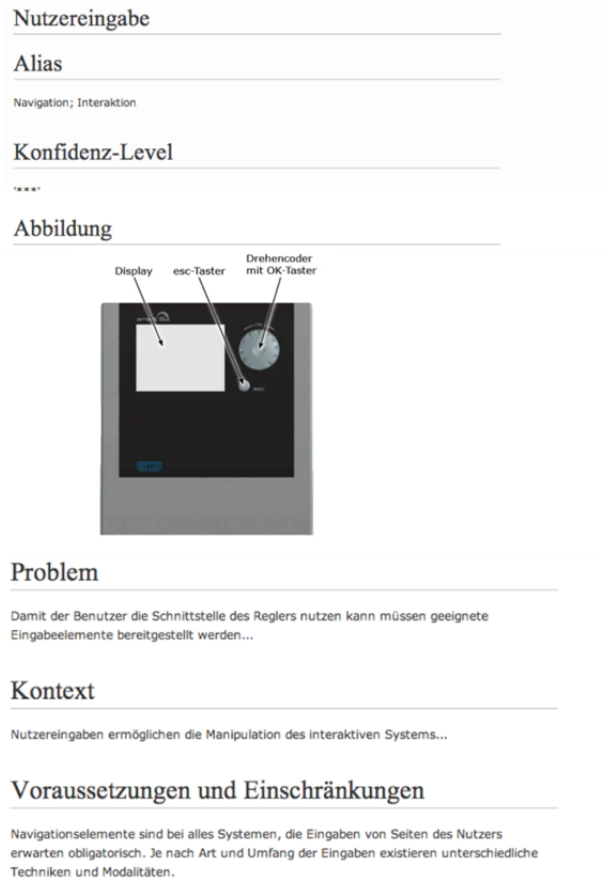 Nutzereingabe
Alias
Navigation; Interaktion
Konfidenz-Level
'***'
Abbildung
Drehencoder
Display esc-Taster mit OK-Taster
Problem
Damit der Benutzer die Schnittstelle des Reglers nutzen kann müssen geeignete
Eingabeelemente bereitgestellt werden...
Kontext
Nutzereingaben ermöglichen die Manipulation des interaktiven Systems...
Voraussetzungen und Einschränkungen
Navigationselemente sind bei alles Systemen, die Eingaben von Seiten des Nutzers
erwarten obligatorisch. Je nach Art und Umfang der Eingaben existieren unterschiedliche
Techniken und Modalitäten.